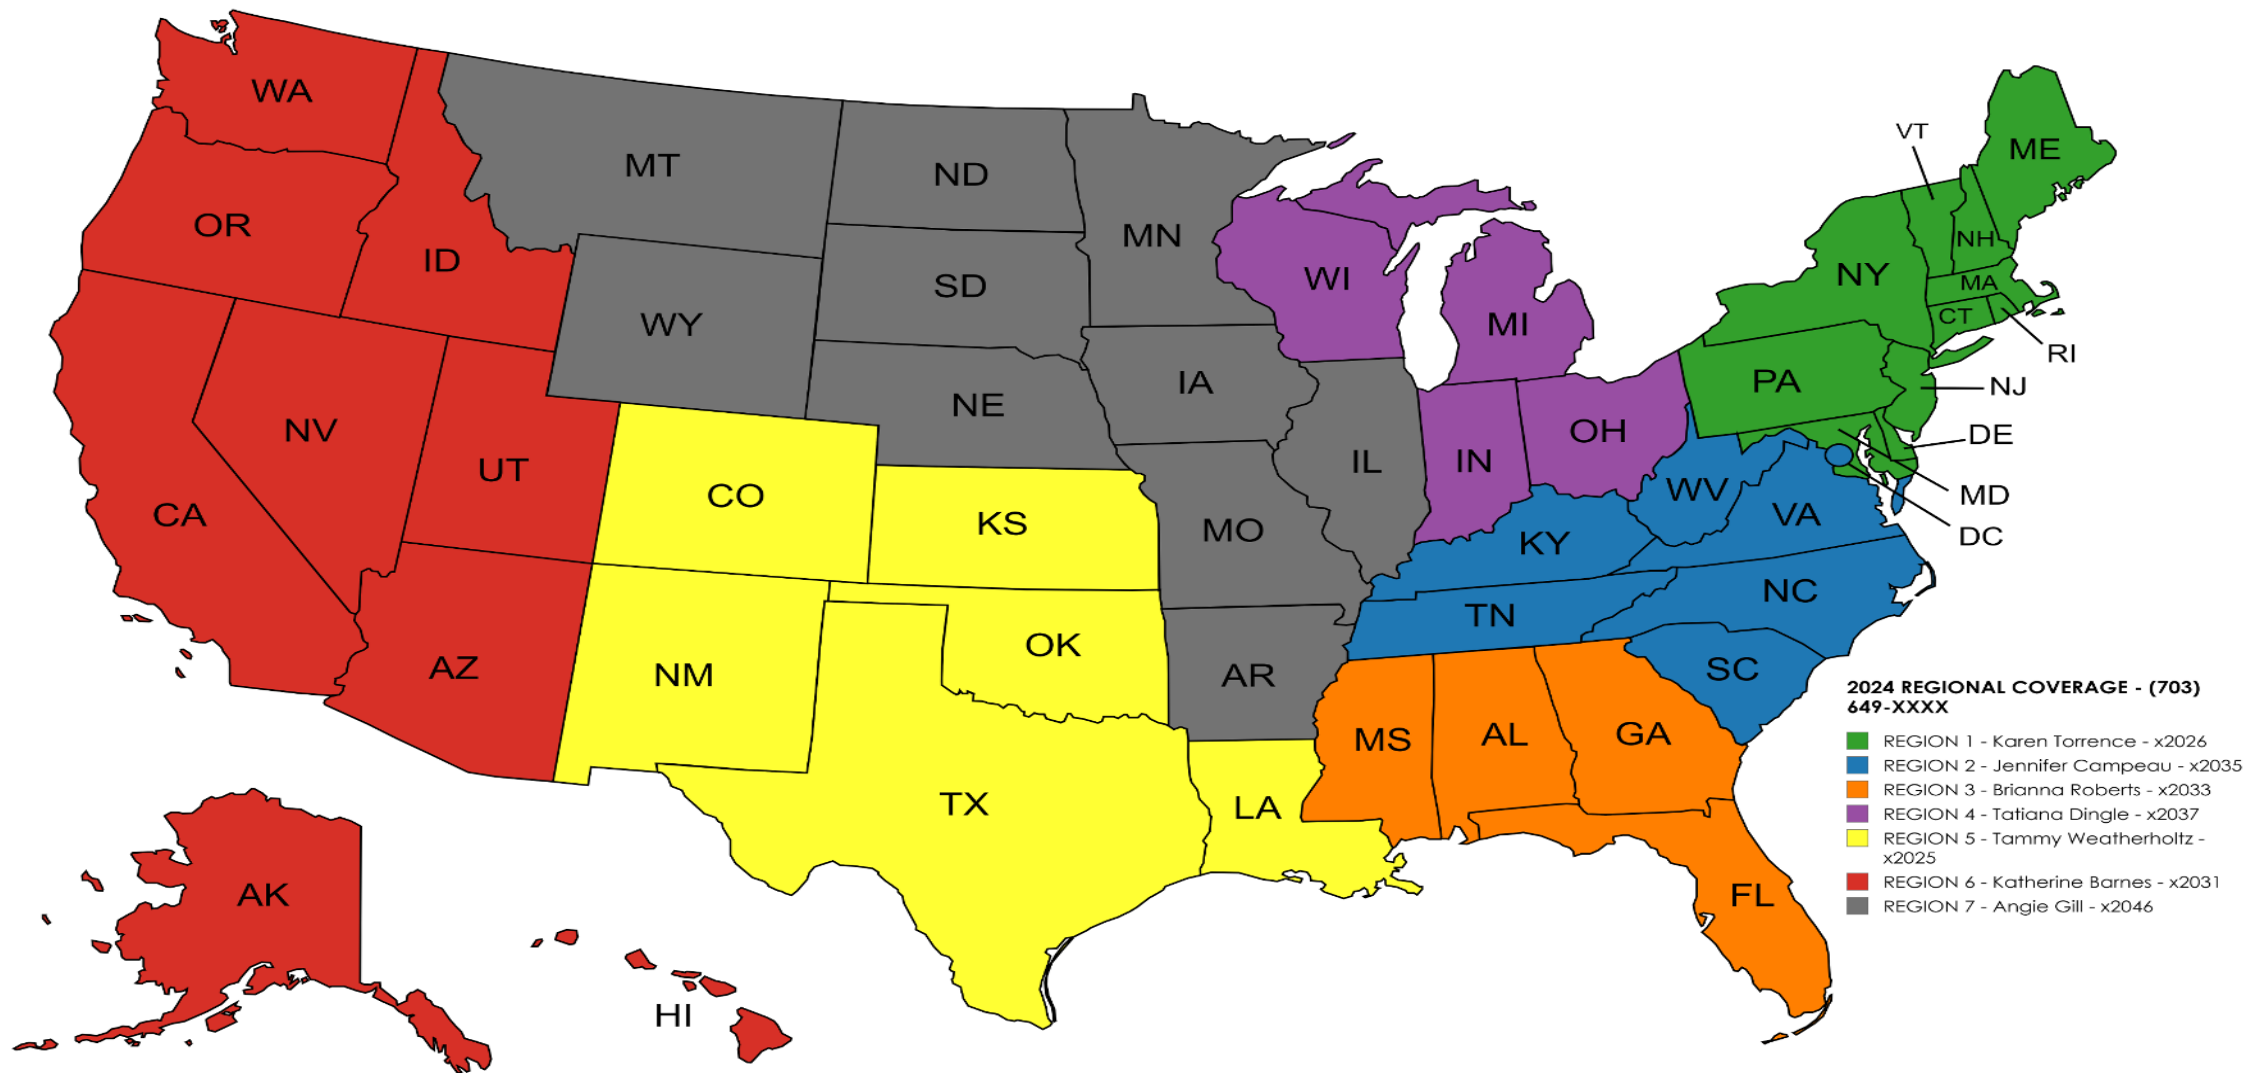 WA
MT
ND
MN
VT
ME
OR
ID
SD
WI
NY
NH
MA
WY
MI
CT
RI
IA
PA
NJ
NE
NV
UT
IL
IN
OH
DE
CO
WV
MD
CA
KS
MO
KY
VA
DC
NC
TN
AZ
NM
OK
AR
SC
MS
AL
GA
TX
LA
AK
FL
HI
2024 REGIONAL COVERAGE - (703)
649-XXXX
REGION 1 - Karen Torrence - x2026
REGION 2 - Jennifer Campeau - x2035
REGION 3 - Brianna Roberts - x2033
REGION 4 - Tatiana Dingle - x2037
REGION 5 - Tammy Weatherholtz -
x2025
REGION 6 - Katherine Barnes - x2031
REGION 7 - Angie Gill - x2046